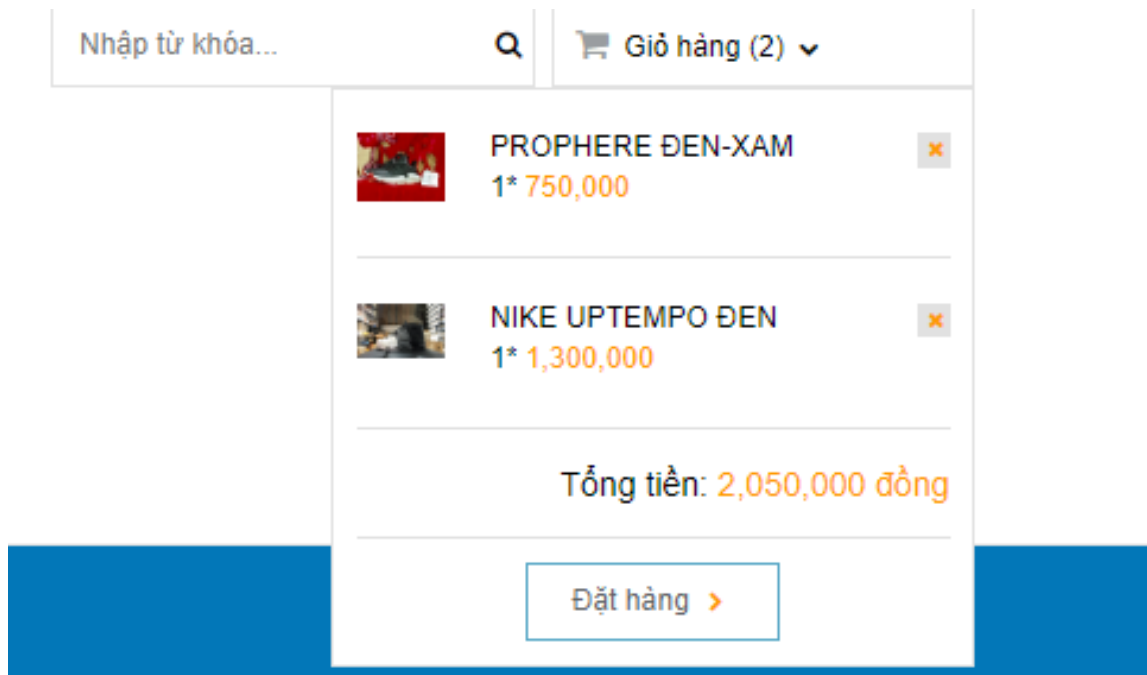 Nhập từ khóa...
Giỏ hàng (2)
PROPHERE ĐEN-XAM
1* 750,000
NIKE UPTEMPO ĐEN
1* 1,300,000
Tổng tiền: 2,050,000 đồng
Đặt hàng